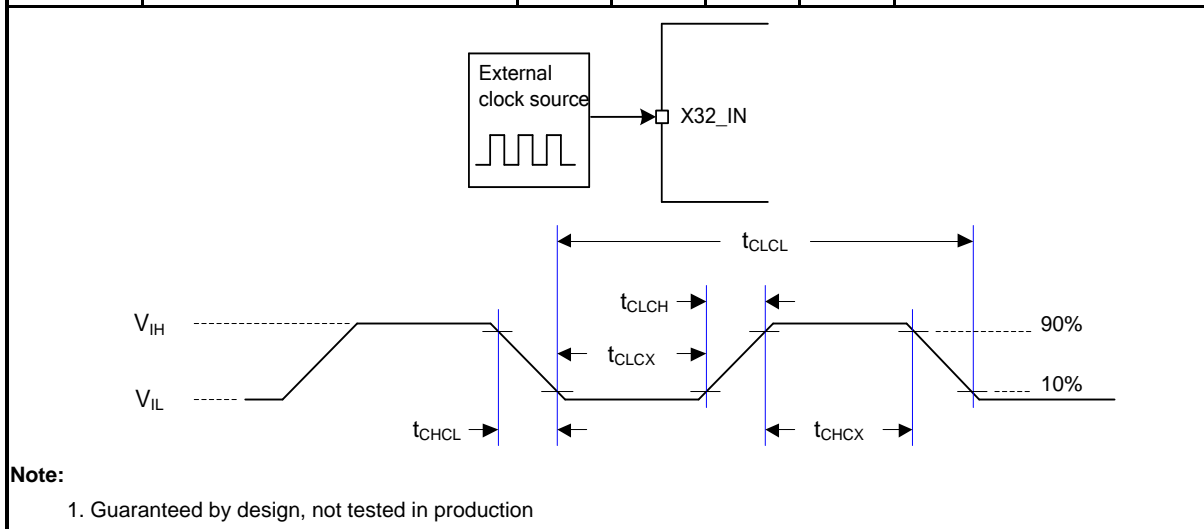 External
clock source
X32_IN
tCLCL
tCLCH
VIH
90%
tCLCX
VIL
10%
tCHCL
tCHCX
Note:
1. Guaranteed by design, not tested in production